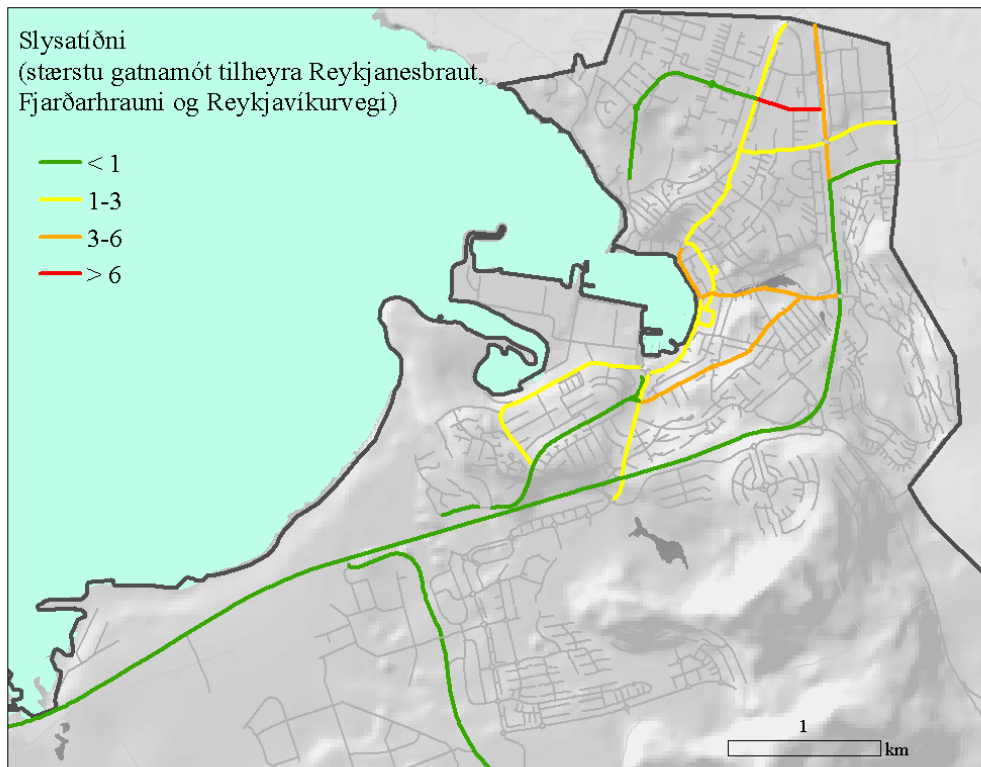 Slysatíðni
(stærstu gatnamót tilheyra Reykjanesbraut,
Fjarðarhrauni og Reykjavíkurvegi)
< 1
1-3
3-6
> 6
1
km